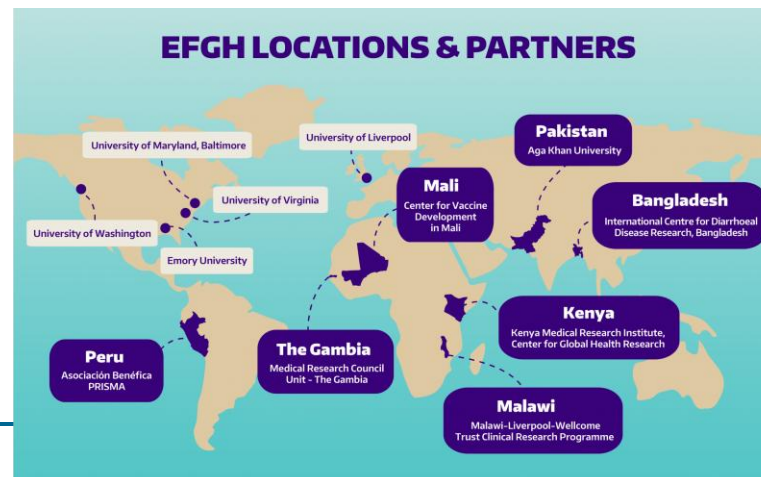 EFGH LOCATIONS & PARTNERS
University of Maryland, Baltimore
University of Liverpool
Pakistan
Aga Khan University
University of Virginia
Mali
Center for Vaccine
Development
in Mali
Bangladesh
International Centre for Diarrhoeal
Disease Research, Bangladesh
University of Washington
Emory University
Kenya
Kenya Medical Research Institute,
Center for Global Health Research
The Gambia
Medical Research Council
Unit - The Gambia
Peru
Asociación Benéfica
PRISMA
Malawi
Malawi-Liverpool-Wellcome
Trust Clinical Research Programme